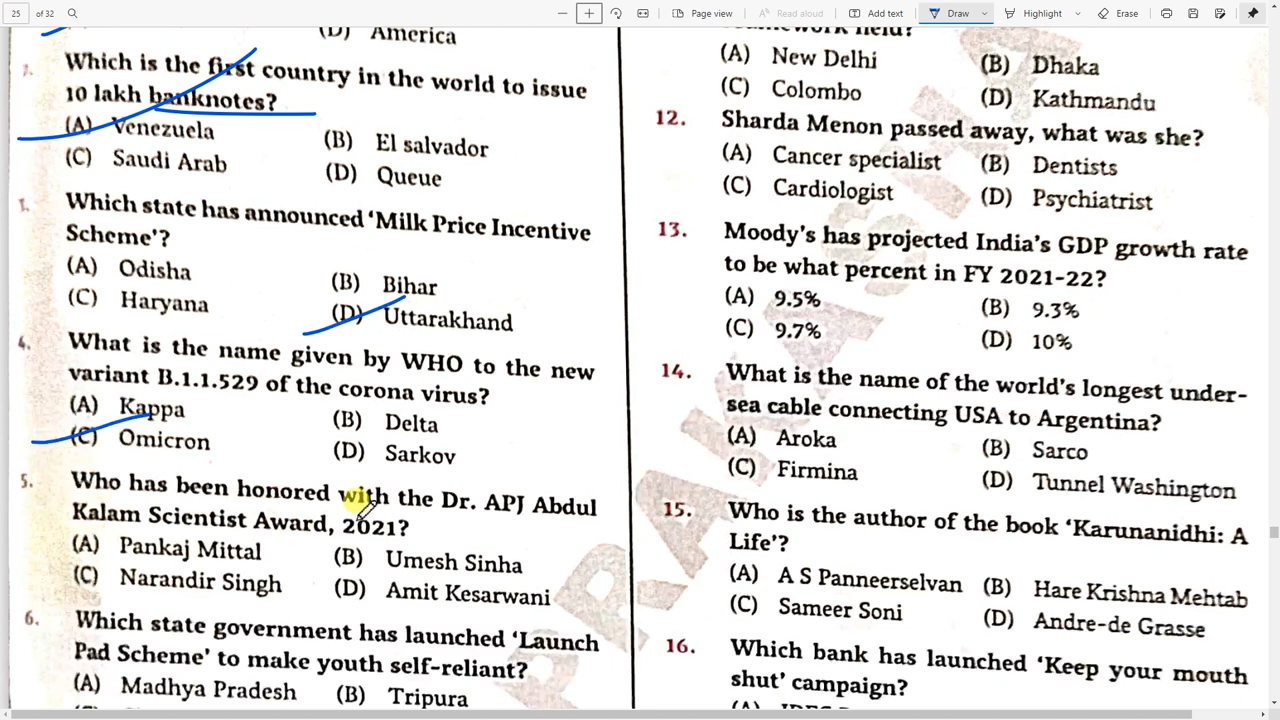 25 of 32
Page view
Read aloud
Add text
Draw
Highlight
Erase
(D) America
Which is the first country in the world to issue
10 lakh banknotes?
(A) Venezuela
(B) El salvador
(C) Saudi Arab
(D) Queue
Which state has announced ‘Milk Price Incentive
Scheme’?
(A) Odisha
(B) Bihar
(C) Haryana
(D) Uttarakhand
4. What is the name given by WHO to the new
variant B.1.1.529 of the corona virus?
(A) Kappa
(B) Delta
(C) Omicron
(D) Sarkov
5. Who has been honored with the Dr. APJ Abdul
Kalam Scientist Award, 2021?
(A) Pankaj Mittal
(B) Umesh Sinha
(C) Narandir Singh
(D) Amit Kesarwani
6. Which state government has launched ‘Launch
Pad Scheme’ to make youth self-reliant?
(A) Madhya Pradesh
(B) Tripura
(A) New Delhi
(B) Dhaka
(C) Colombo
(D) Kathmandu
12. Sharda Menon passed away, what was she?
(A) Cancer specialist
(B) Dentists
(C) Cardiologist
(D) Psychiatrist
13. Moody’s has projected India’s GDP growth rate
to be what percent in FY 2021-22?
(A) 9.5%
(B) 9.3%
(C) 9.7%
(D) 10%
14. What is the name of the world’s longest under-
sea cable connecting USA to Argentina?
(A) Aroka
(B) Sarco
(C) Firmina
(D) Tunnel Washington
15. Who is the author of the book ‘Karunanidhi: A
Life’?
(A) A S Panneerselvan
(B) Hare Krishna Mehtab
(C) Sameer Soni
(D) Andre-de Grasse
16. Which bank has launched ‘Keep your mouth
shut’ campaign?